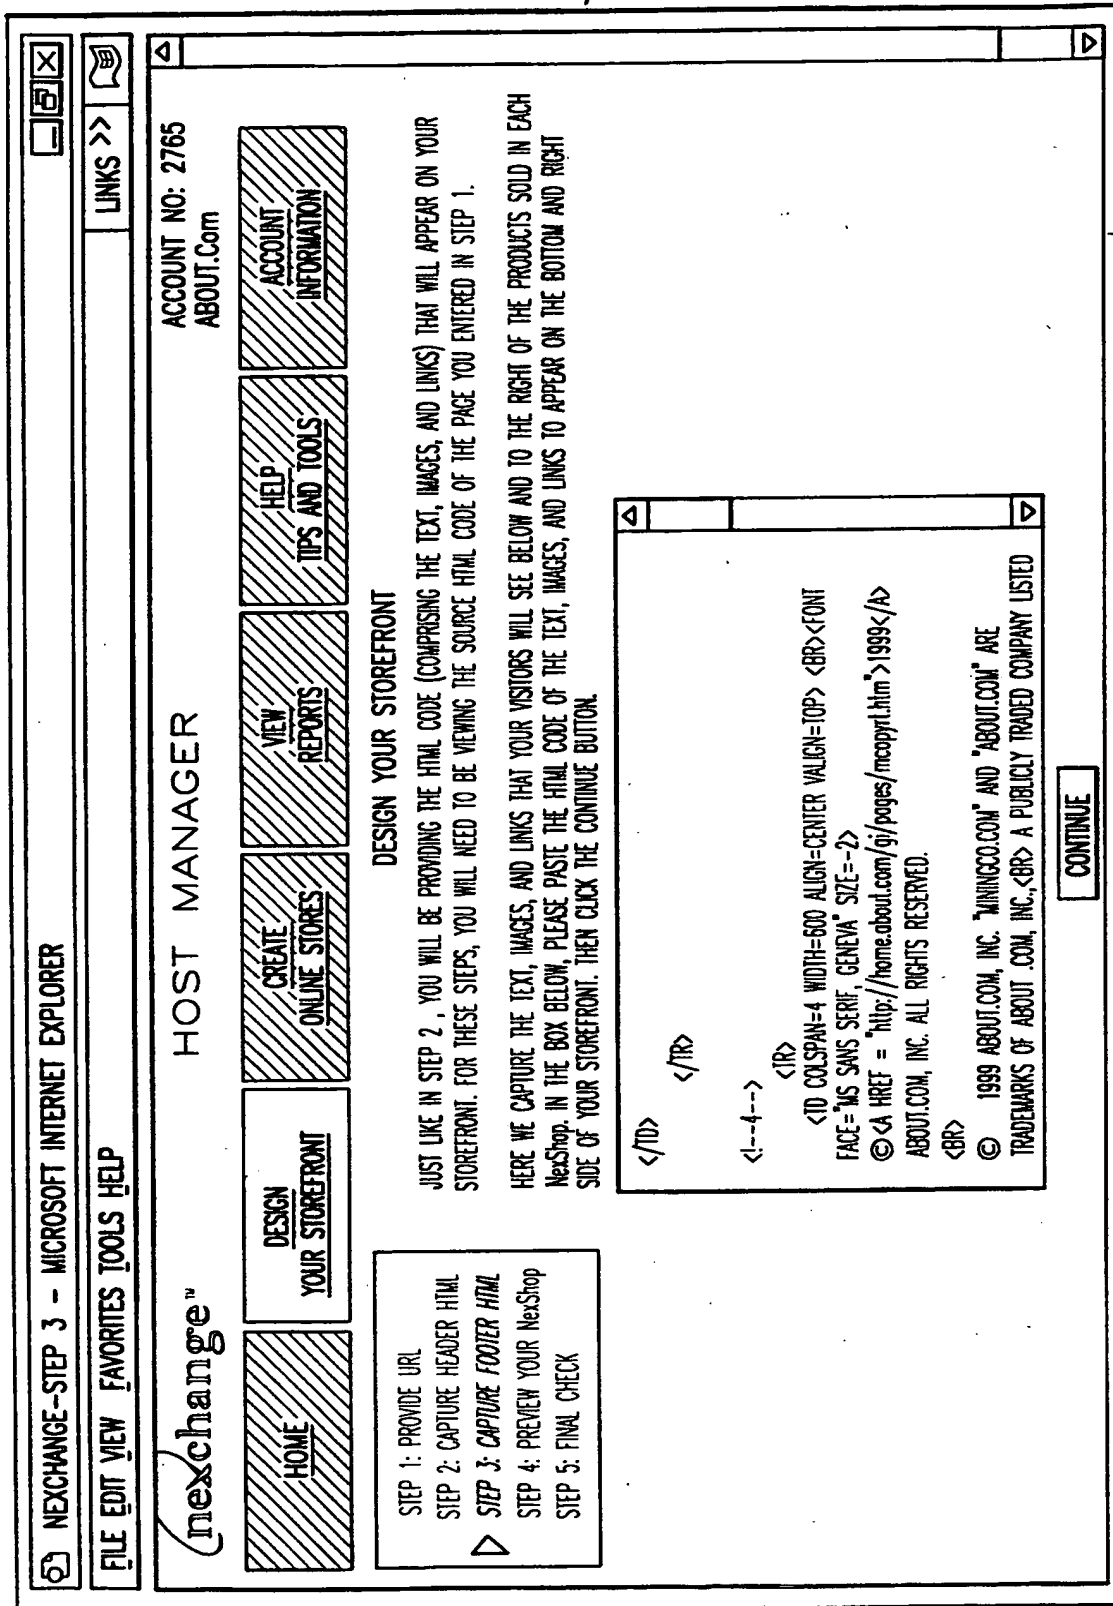 NEXCHANGE-STEP 3 - MICROSOFT INTERNET EXPLORER
FILE EDIT VIEW FAVORITES TOOLS HELP
LINKS >>
nexchange™
HOST MANAGER
ACCOUNT NO: 2765
ABOUT.Com
HOME
DESIGN
YOUR STOREFRONT
CREATE
ONLINE STORES
VIEW
REPORTS
HELP
TIPS AND TOOLS
ACCOUNT
INFORMATION
STEP 1: PROVIDE URL
STEP 2: CAPTURE HEADER HTML
STEP 3: CAPTURE FOOTER HTML
STEP 4: PREVIEW YOUR NexShop
STEP 5: FINAL CHECK
DESIGN YOUR STOREFRONT
JUST LIKE IN STEP 2 , YOU WILL BE PROVIDING THE HTML CODE (COMPRISING THE TEXT, IMAGES, AND LINKS) THAT WILL APPEAR ON YOUR
STOREFRONT. FOR THESE STEPS, YOU WILL NEED TO BE VIEWING THE SOURCE HTML CODE OF THE PAGE YOU ENTERED IN STEP 1.
HERE WE CAPTURE THE TEXT, IMAGES, AND LINKS THAT YOUR VISITORS WILL SEE BELOW AND TO THE RIGHT OF THE PRODUCTS SOLD IN EACH
NexShop. IN THE BOX BELOW, PLEASE PASTE THE HTML CODE OF THE TEXT, IMAGES, AND LINKS TO APPEAR ON THE BOTTOM AND RIGHT
SIDE OF YOUR STOREFRONT. THEN CLICK THE CONTINUE BUTTON.
</TD>
</TR>
<!--4-->
<TR>
<TD COLSPAN=4 WIDTH=600 ALIGN=CENTER VALIGN=TOP> <BR><FONT
FACE="MS SANS SERIF, GENEVA" SIZE=-2>
©<A HREF = "http://home.about.com/gi/pages/mcopyrt.htm">1999</A>
ABOUT.COM, INC. ALL RIGHTS RESERVED.
<BR>
© 1999 ABOUT.COM, INC. "MININGCO.COM" AND "ABOUT.COM" ARE
TRADEMARKS OF ABOUT .COM, INC.,<BR> A PUBLICLY TRADED COMPANY LISTED
CONTINUE